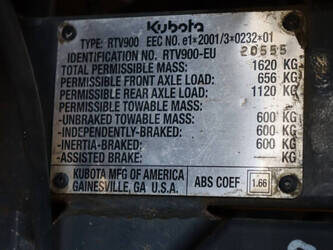 Kubota
TYPE: RTV900 EEC NO. e1*2001/3*0232*01
IDENTIFICATION NO. RTV900-EU 20555
TOTAL PERMISSIBLE MASS: 1620 KG
PERMISSIBLE FRONT AXLE LOAD: 656 KG
PERMISSIBLE REAR AXLE LOAD: 1120 KG
PERMISSIBLE TOWABLE MASS:
-UNBRAKED TOWABLE MASS: 600 KG
-INDEPENDENTLY-BRAKED: 600 KG
-INERTIA-BRAKED: 600 KG
-ASSISTED BRAKE: — KG
KUBOTA MFG OF AMERICA
GAINESVILLE, GA U.S.A.
ABS COEF 1.66